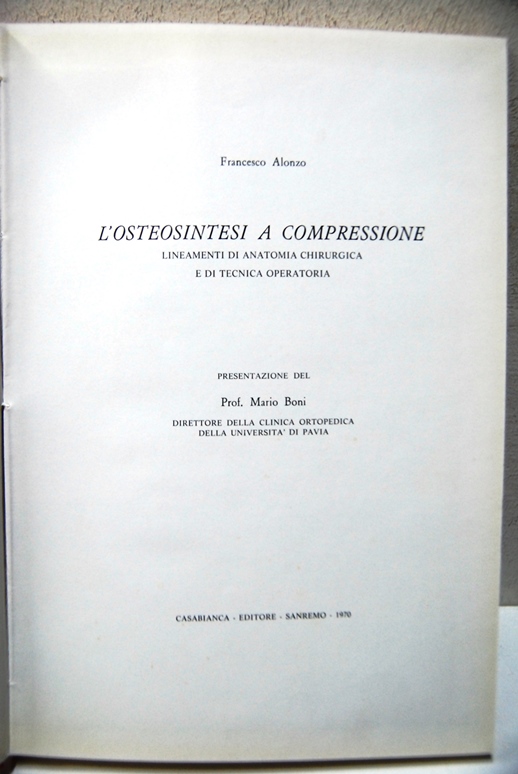 Francesco Alonzo
L'OSTEOSINTESI A COMPRESSIONE
LINEAMENTI DI ANATOMIA CHIRURGICA
E DI TECNICA OPERATORIA
PRESENTAZIONE DEL
Prof. Mario Boni
DIRETTORE DELLA CLINICA ORTOPEDICA
DELLA UNIVERSITA' DI PAVIA
CASABIANCA - EDITORE - SANREMO - 1970